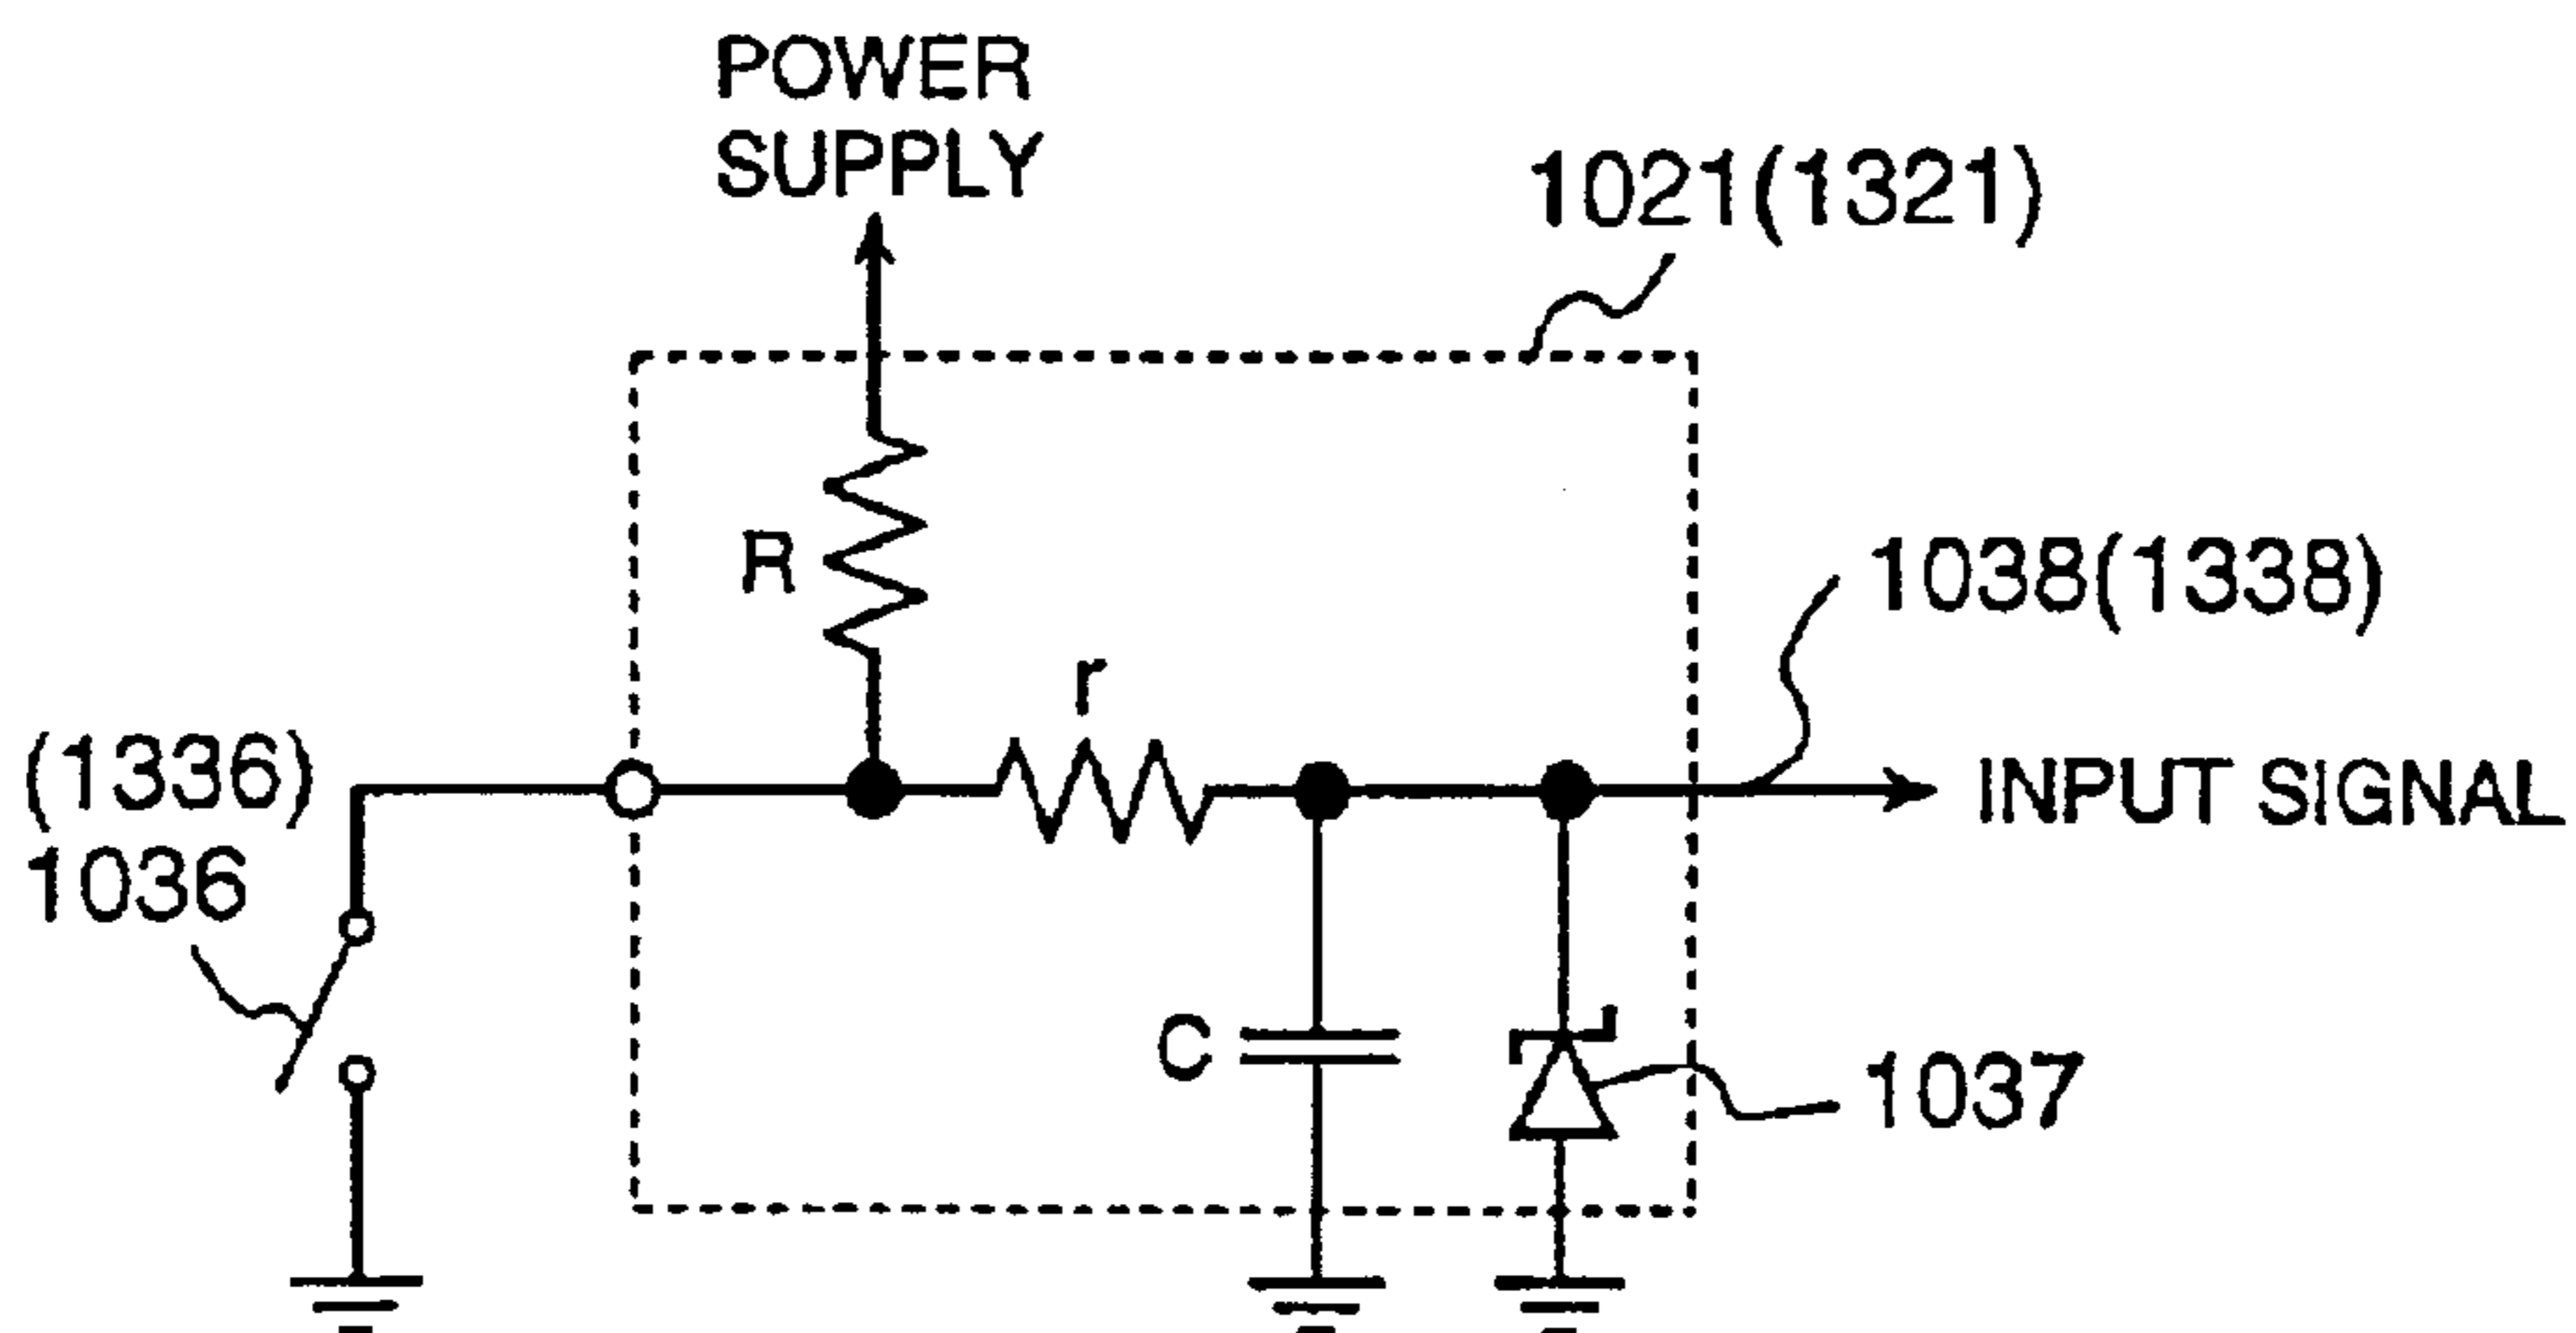 POWER
SUPPLY
1021(1321)
R
1038(1338)
r
(1336)
1036
INPUT SIGNAL
C
1037